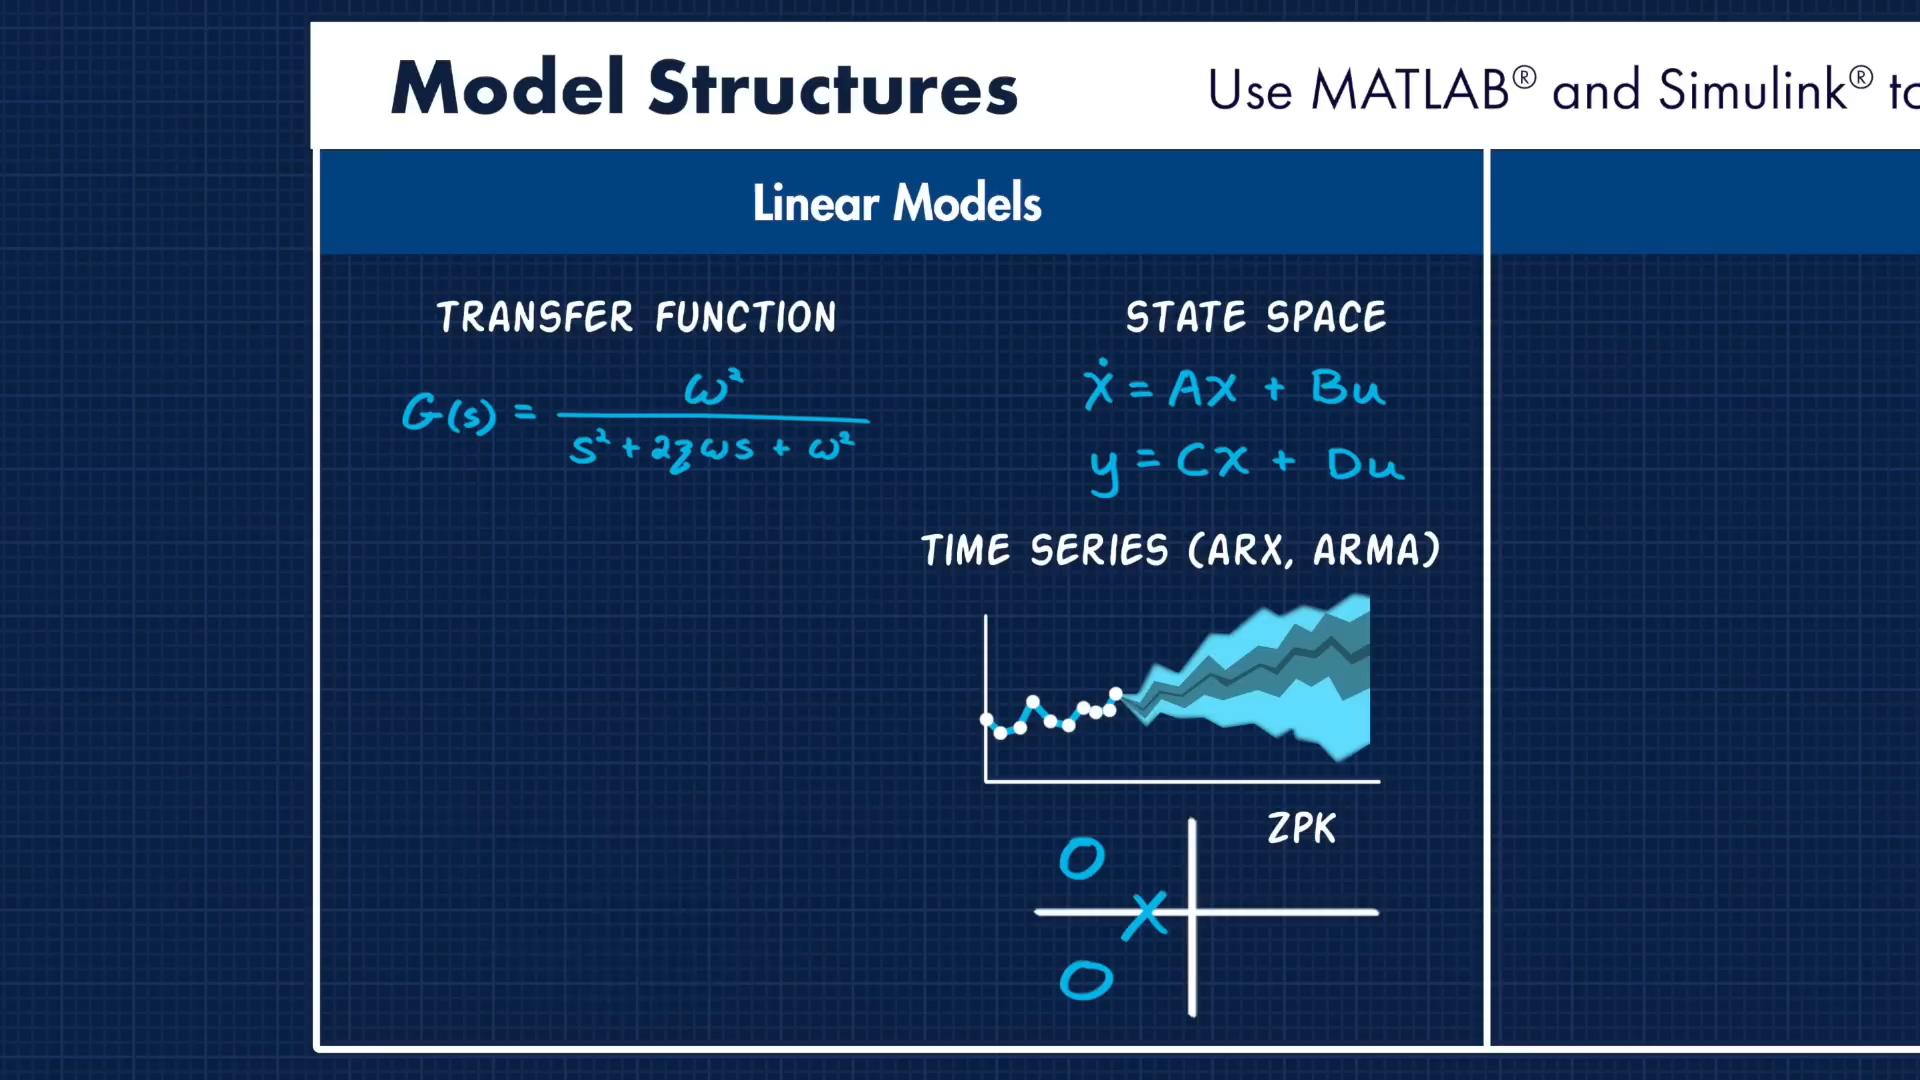 Model Structures
Use MATLAB® and Simulink® to
Linear Models
TRANSFER FUNCTION
G(s) = ω² / s² + 2ζωs + ω²
STATE SPACE
ẋ = Ax + Bu
y = Cx + Du
TIME SERIES (ARX, ARMA)
ZPK